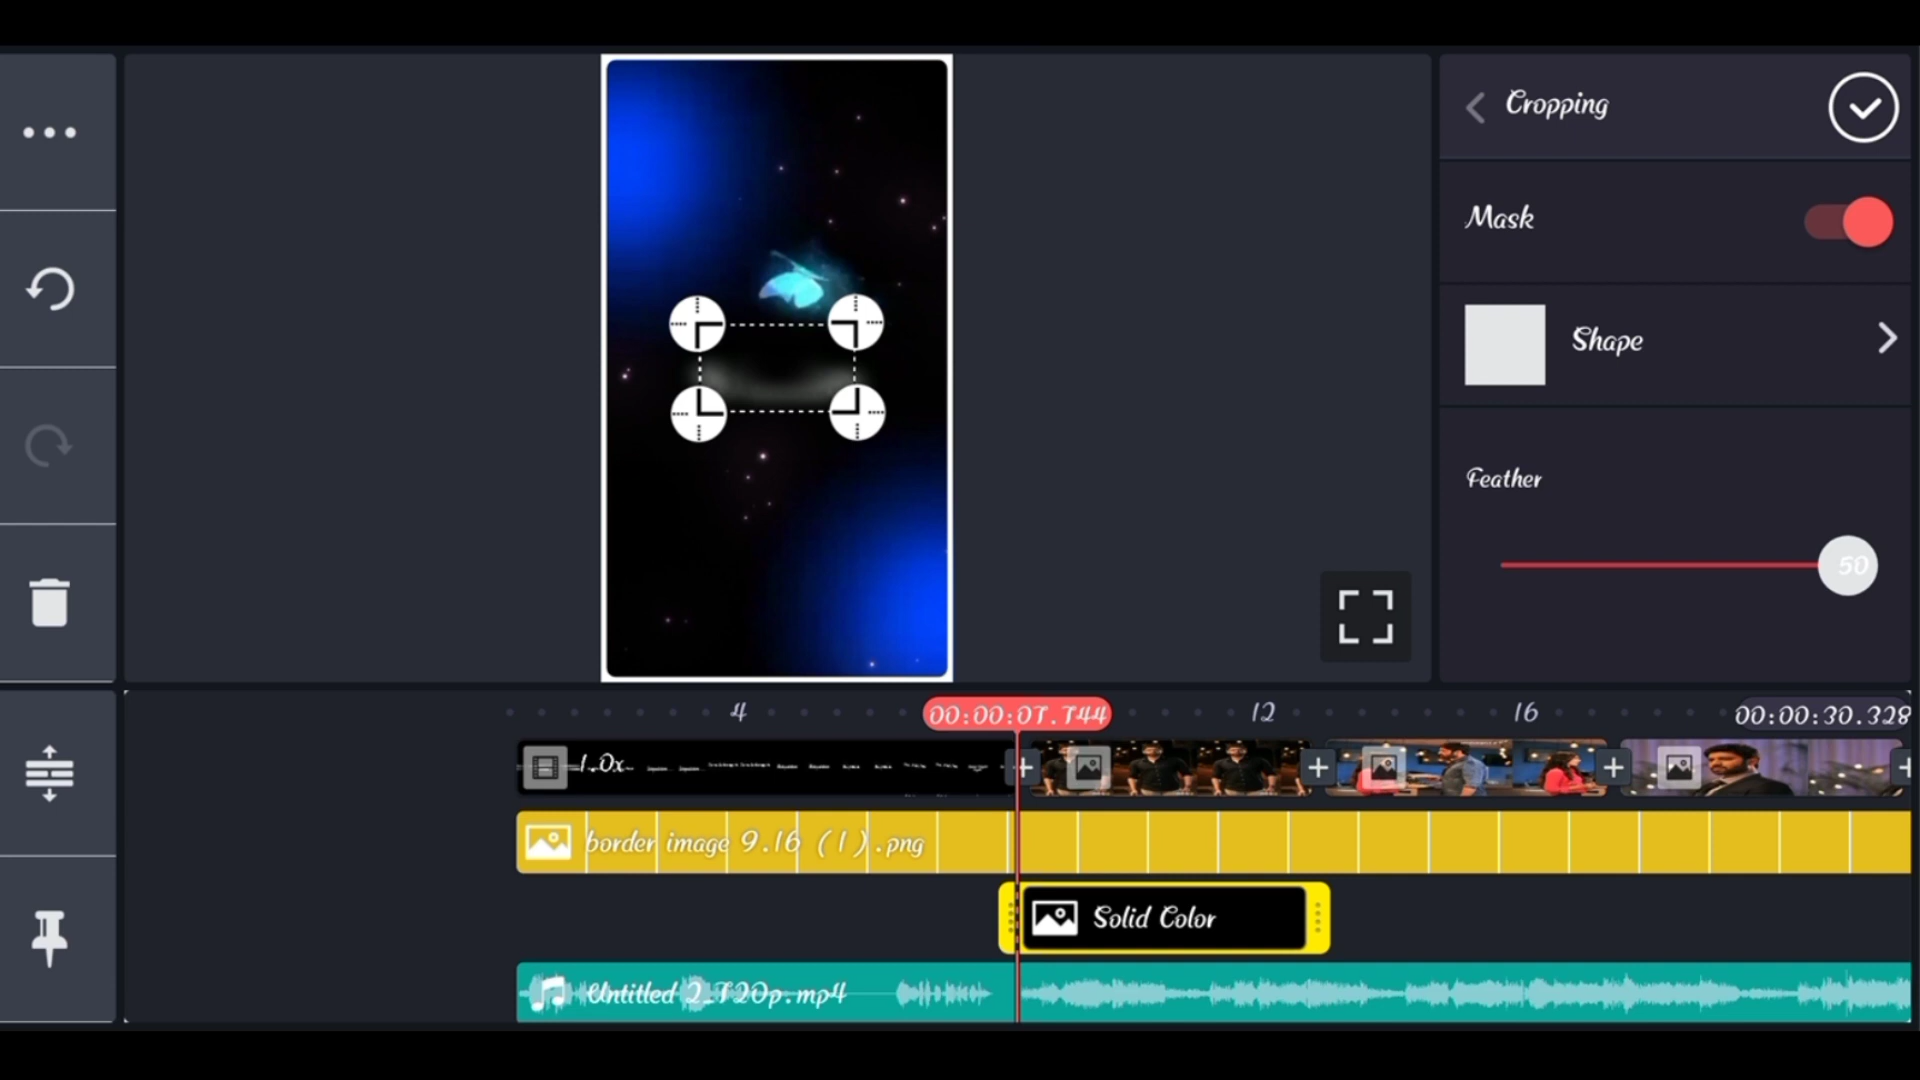 Cropping
Mask
Shape
Feather
50
4
00:00:07.744
12
16
00:00:30.328
1.0x
border image 9.16 (1).png
Solid Color
Untitled 2_720p.mp4